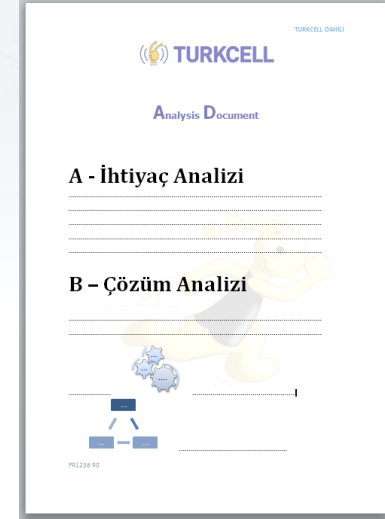 TURKCELL DAHİLİ
TURKCELL
Analysis Document
A - İhtiyaç Analizi
B – Çözüm Analizi
...
...
....
...
...
...
FR1256 R0